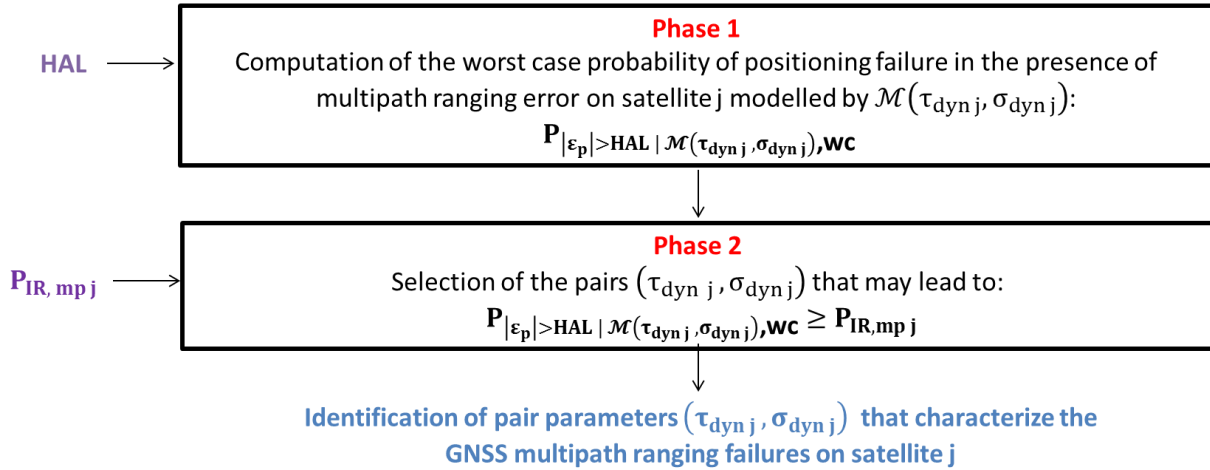 Phase 1
HAL
Computation of the worst case probability of positioning failure in the presence of
multipath ranging error on satellite j modelled by ℳ(τdyn j, σdyn j):
P|εp|>HAL | ℳ(τdyn j ,σdyn j),wc
Phase 2
PIR, mp j
Selection of the pairs (τdyn j , σdyn j) that may lead to:
P|εp|>HAL | ℳ(τdyn j ,σdyn j),wc ≥ PIR,mp j
Identification of pair parameters (τdyn j , σdyn j) that characterize the
GNSS multipath ranging failures on satellite j